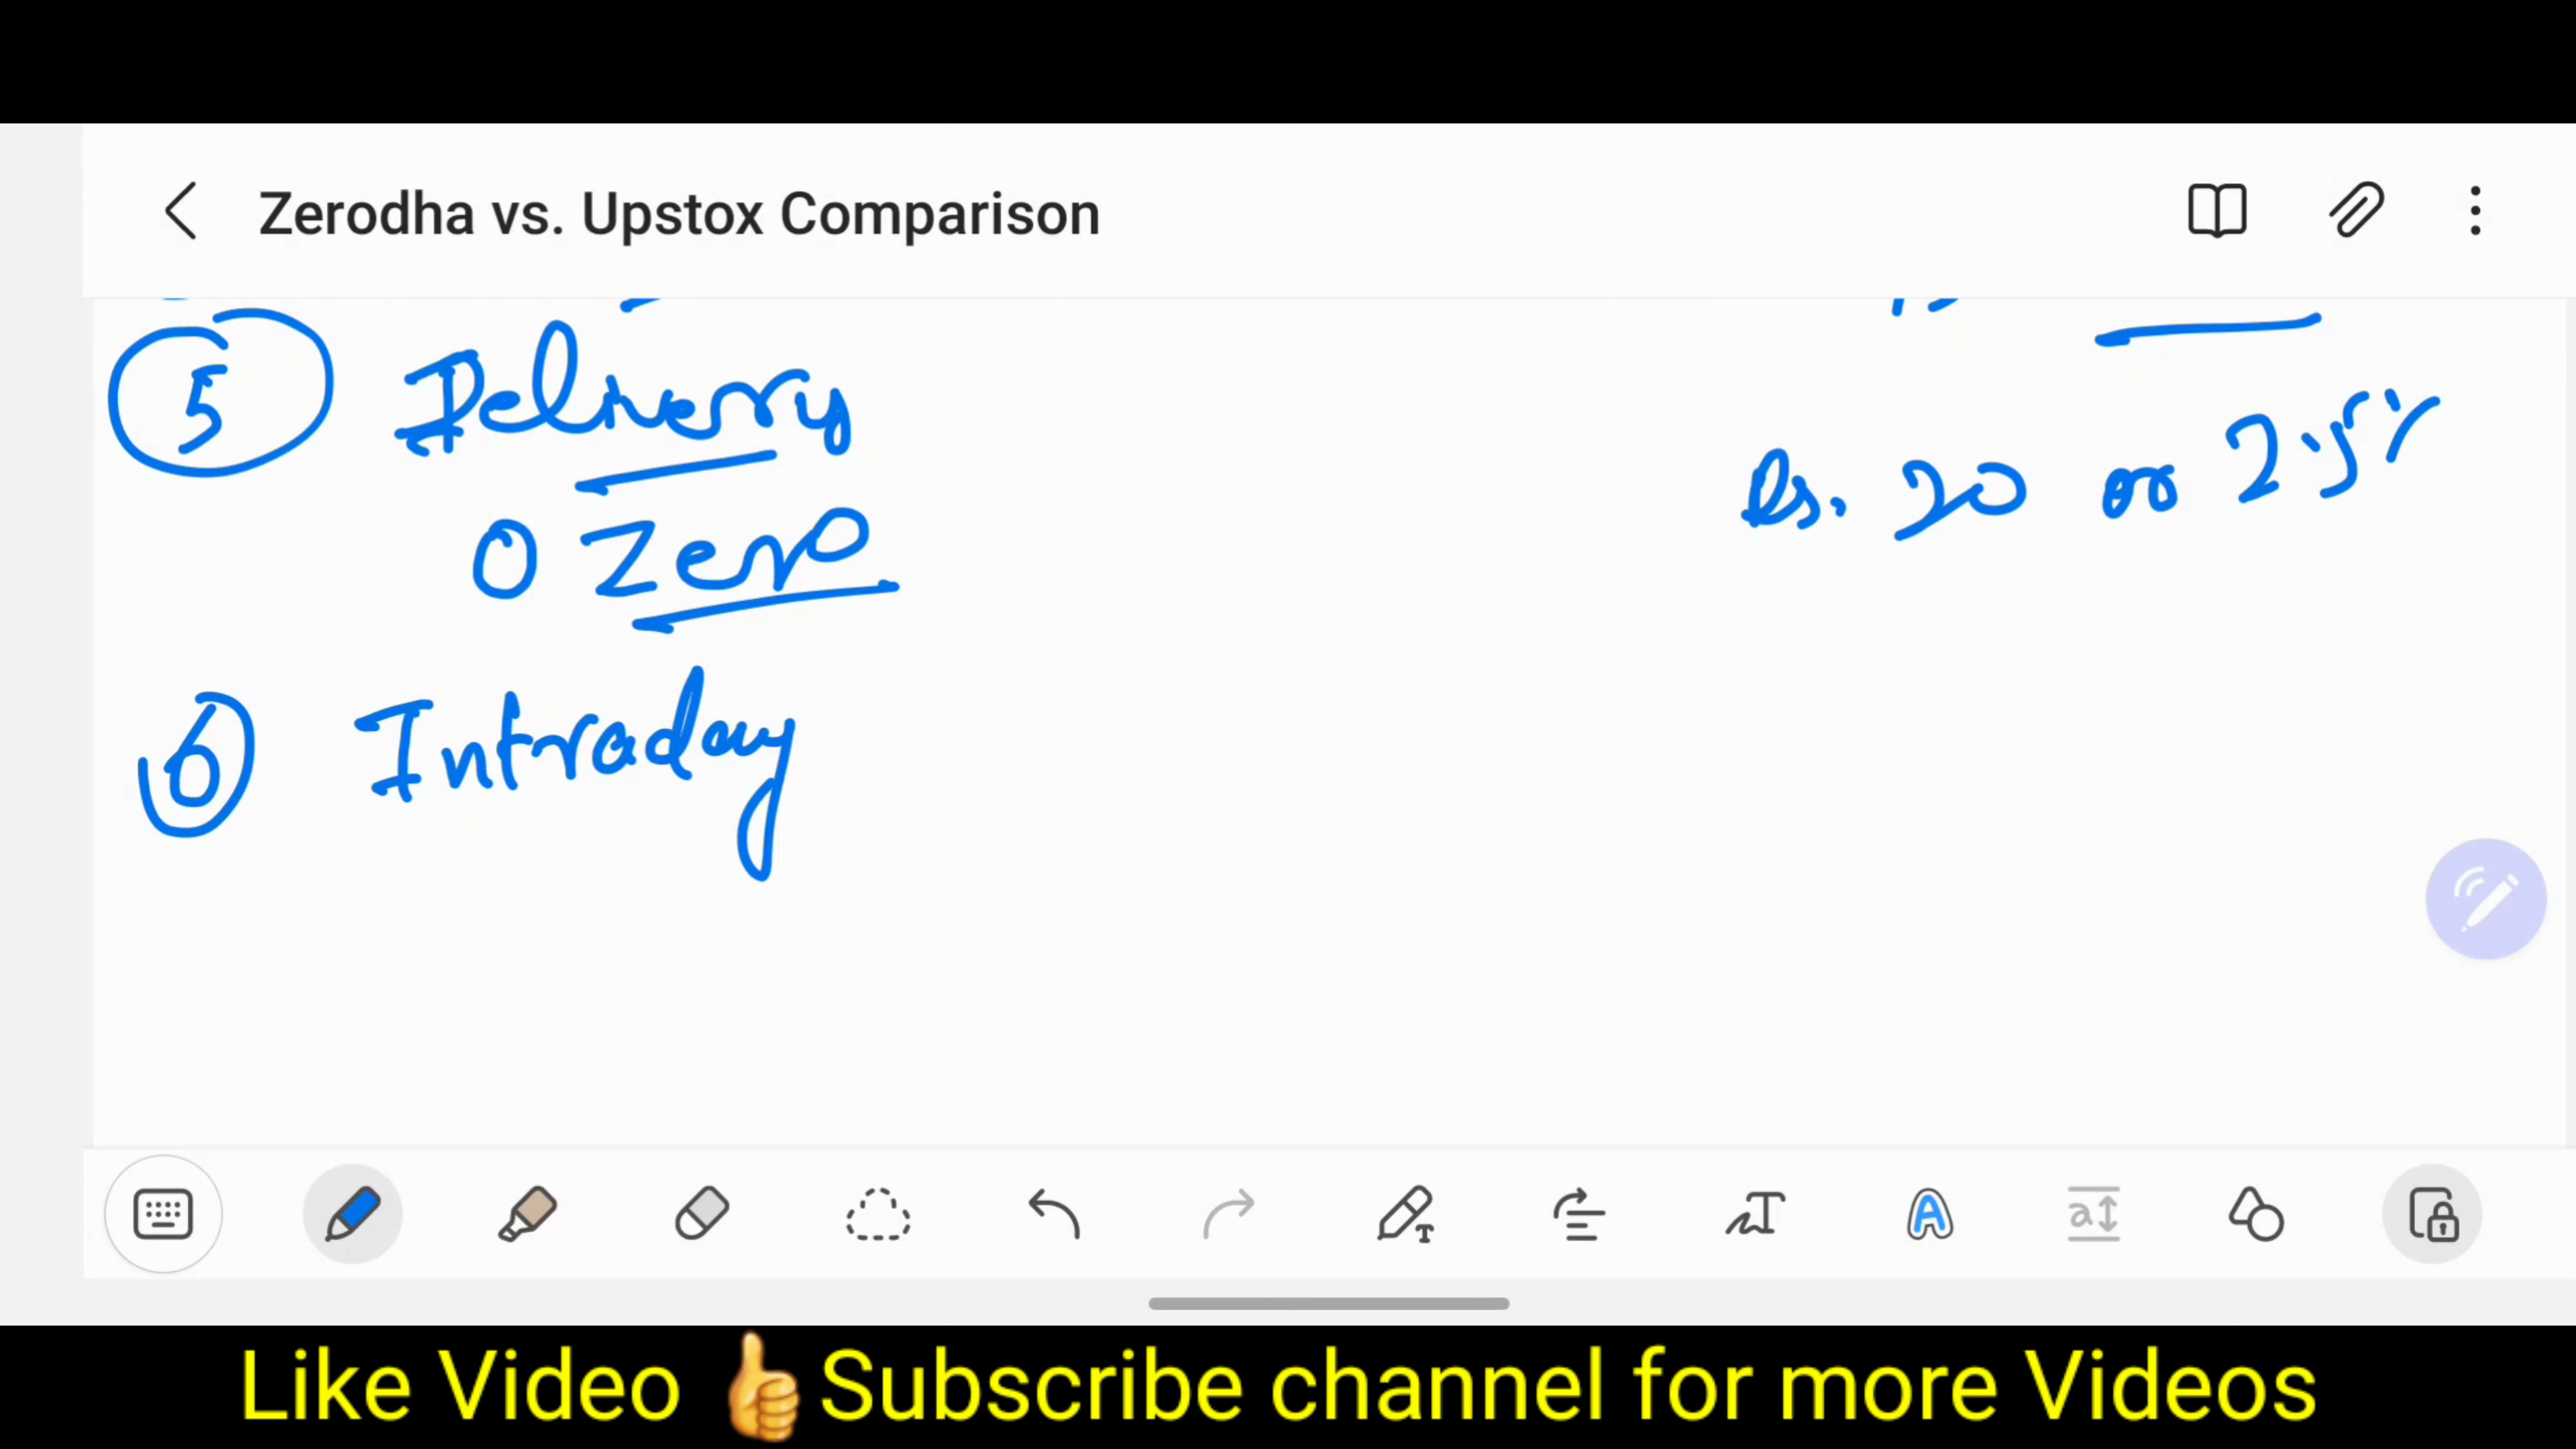 Zerodha vs. Upstox Comparison
5 Delivery
Rs. 20 or 2.5%
0 Zero
6 Intraday
Like Video 👍 Subscribe channel for more Videos